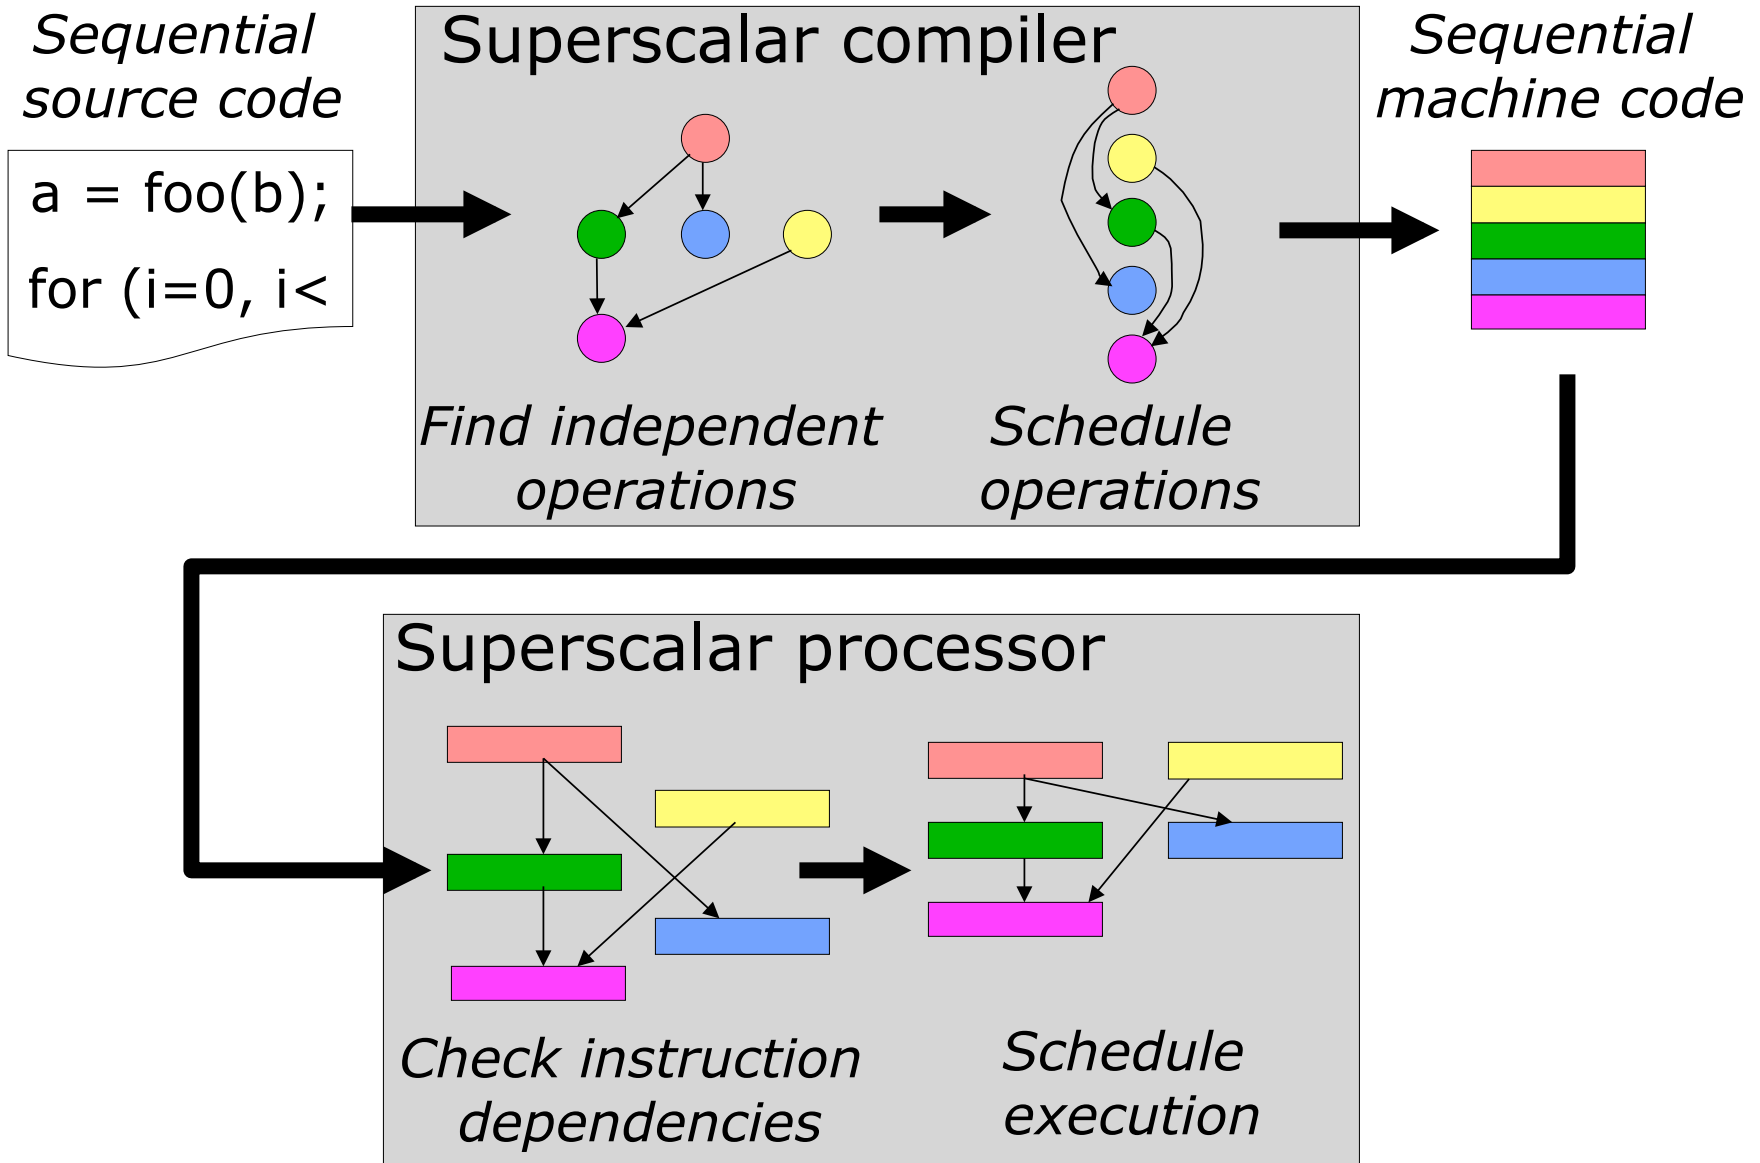 Sequential
source code
a = foo(b);
for (i=0, i<
Superscalar compiler
Find independent
operations
Schedule
operations
Sequential
machine code
Superscalar processor
Check instruction
dependencies
Schedule
execution